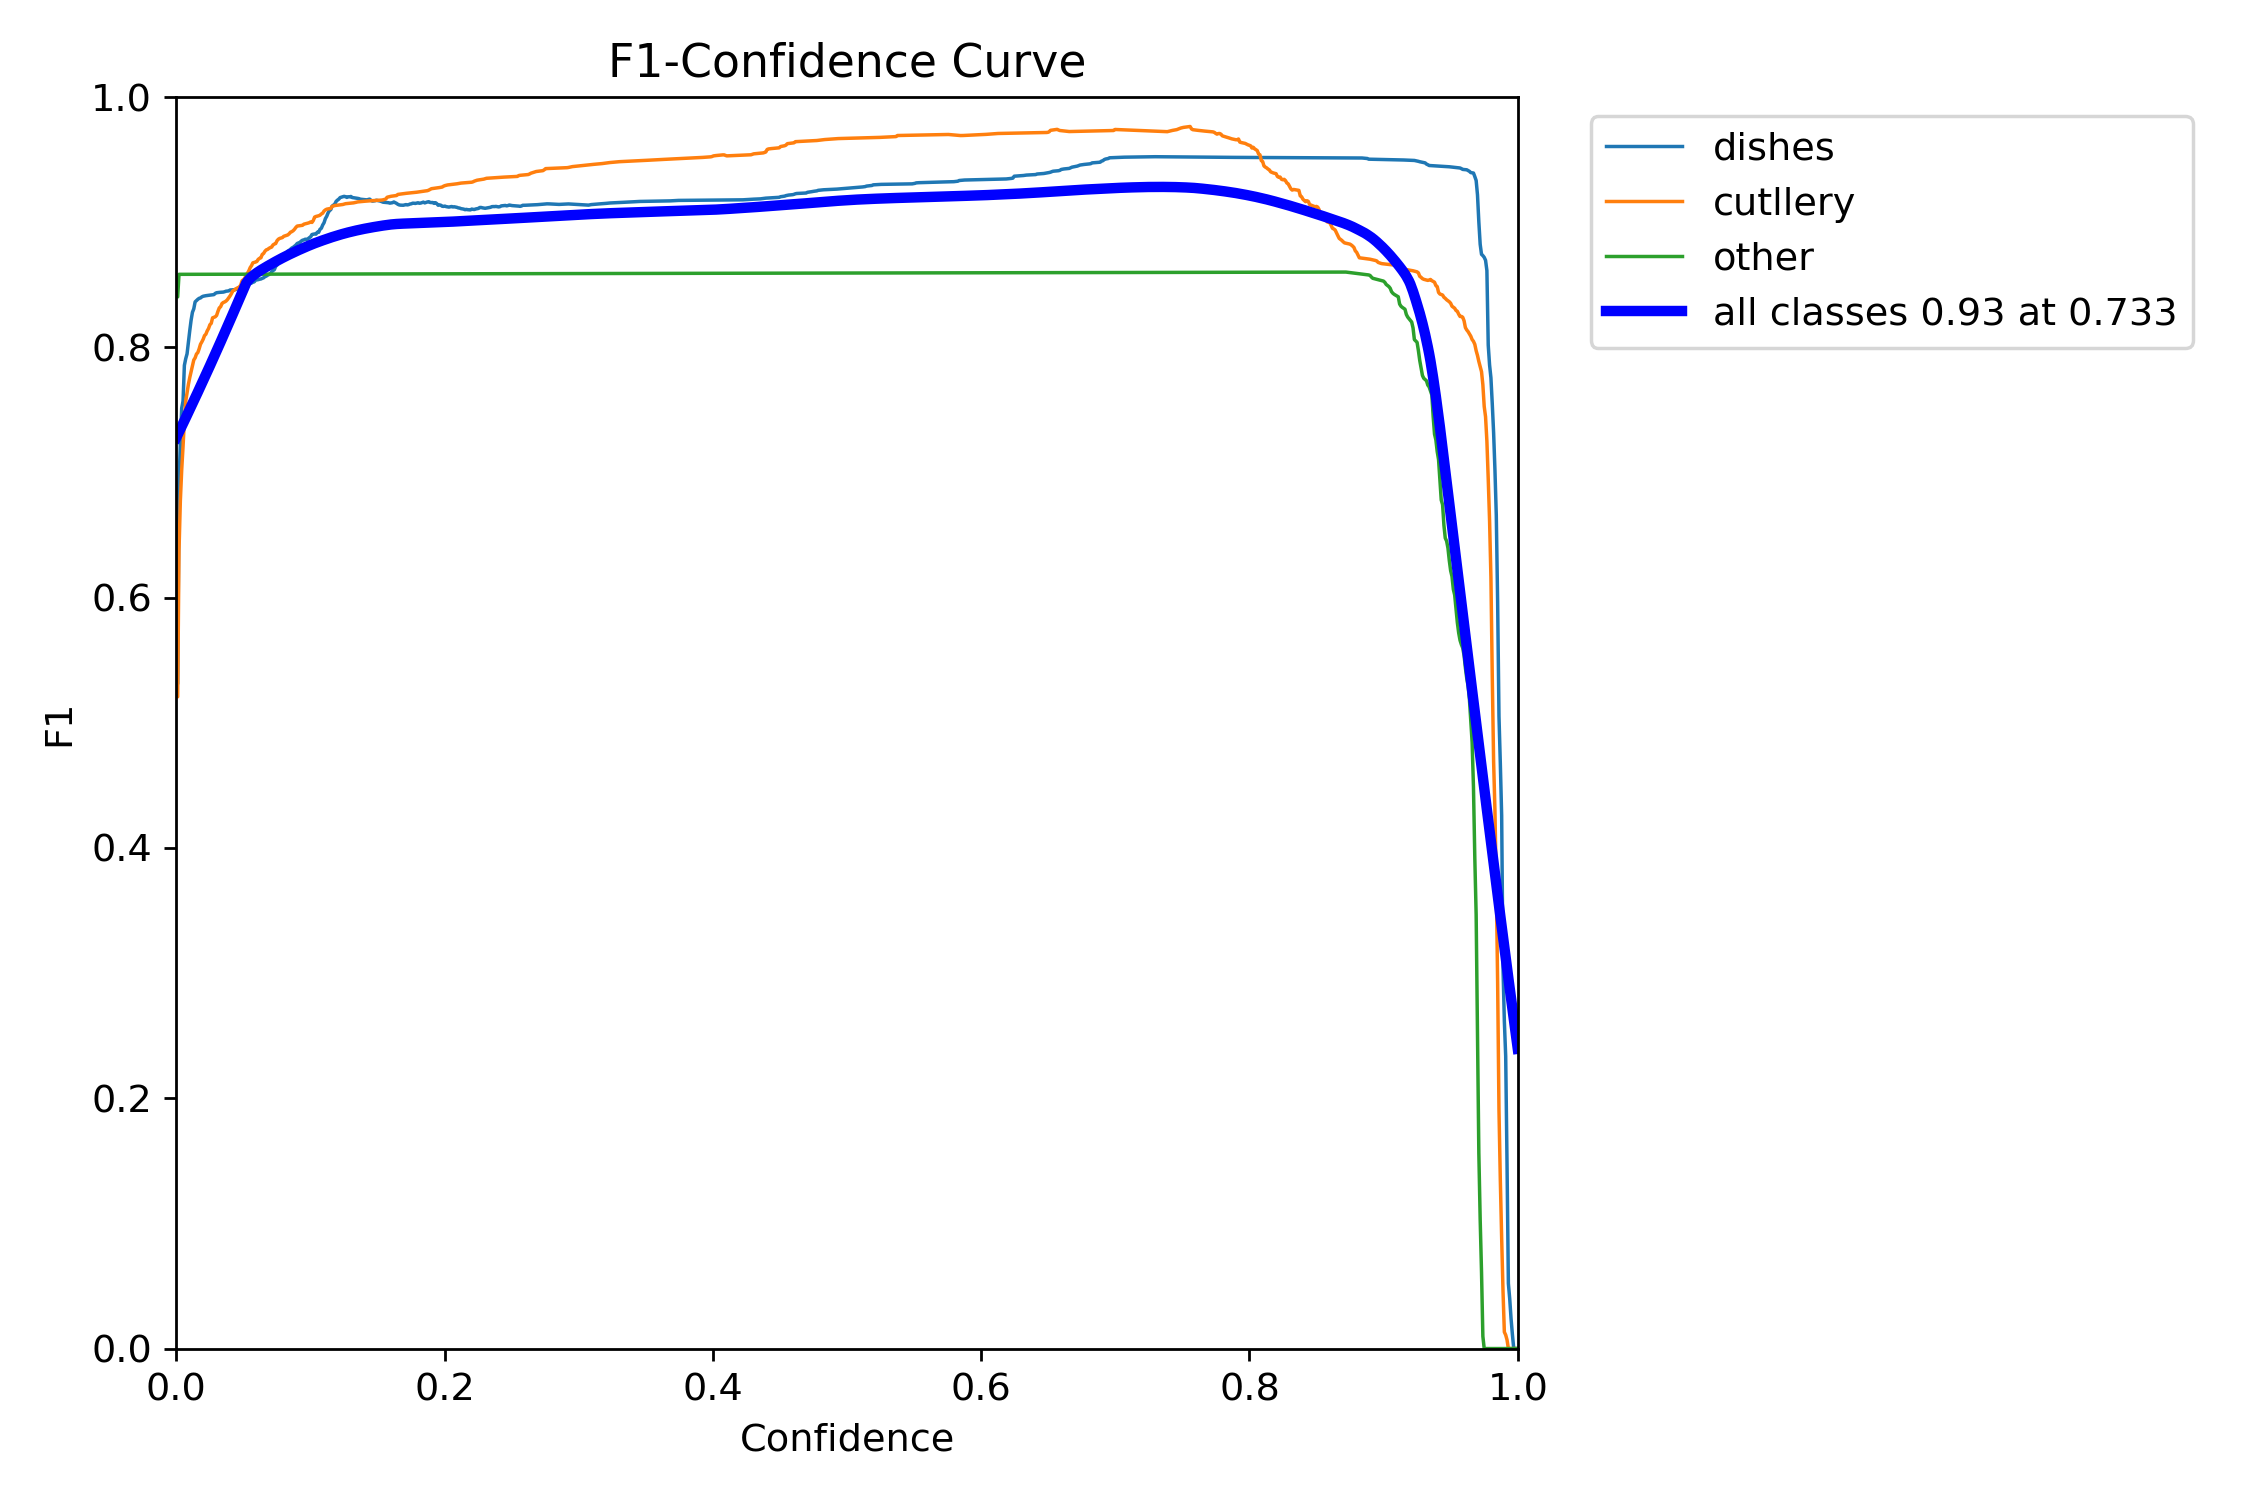 F1-Confidence Curve
1.0
0.8
0.6
0.4
0.2
0.0
F1
0.0 0.2 0.4 0.6 0.8 1.0
Confidence
dishes
cutllery
other
all classes 0.93 at 0.733